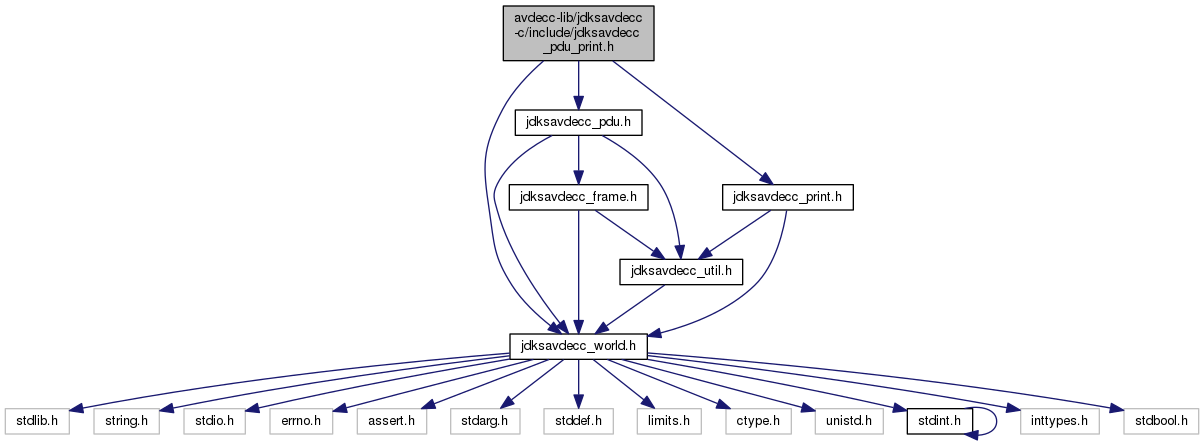 avdecc-lib/jdksavdecc
-c/include/jdksavdecc
_pdu_print.h
jdksavdecc_pdu.h
jdksavdecc_frame.h
jdksavdecc_print.h
jdksavdecc_util.h
jdksavdecc_world.h
stdlib.h
string.h
stdio.h
errno.h
assert.h
stdarg.h
stddef.h
limits.h
ctype.h
unistd.h
stdint.h
inttypes.h
stdbool.h